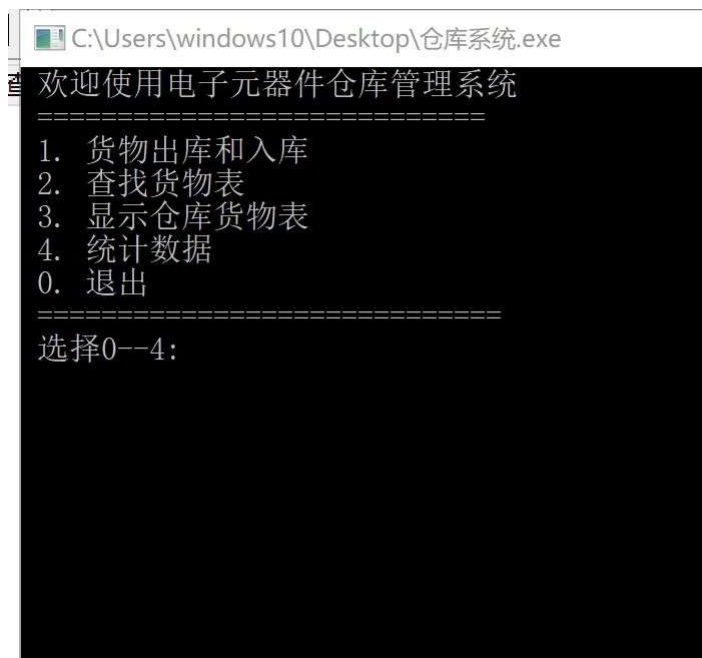 C:\Users\windows10\Desktop\仓库系统.exe
欢迎使用电子元器件仓库管理系统
============================
1. 货物出库和入库
2. 查找货物表
3. 显示仓库货物表
4. 统计数据
0. 退出
=============================
选择0--4: